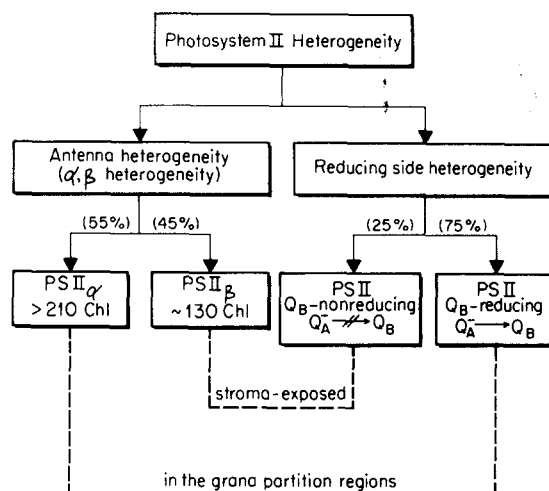 Photosystem II Heterogeneity
Antenna heterogeneity
(α,β heterogeneity)
Reducing side heterogeneity
(55%) (45%)
(25%) (75%)
PS IIα
>210 Chl
PS IIβ
~130 Chl
PS II
QB-nonreducing
QA⁻ ↛ QB
PS II
QB-reducing
QA⁻ → QB
stroma-exposed
in the grana partition regions